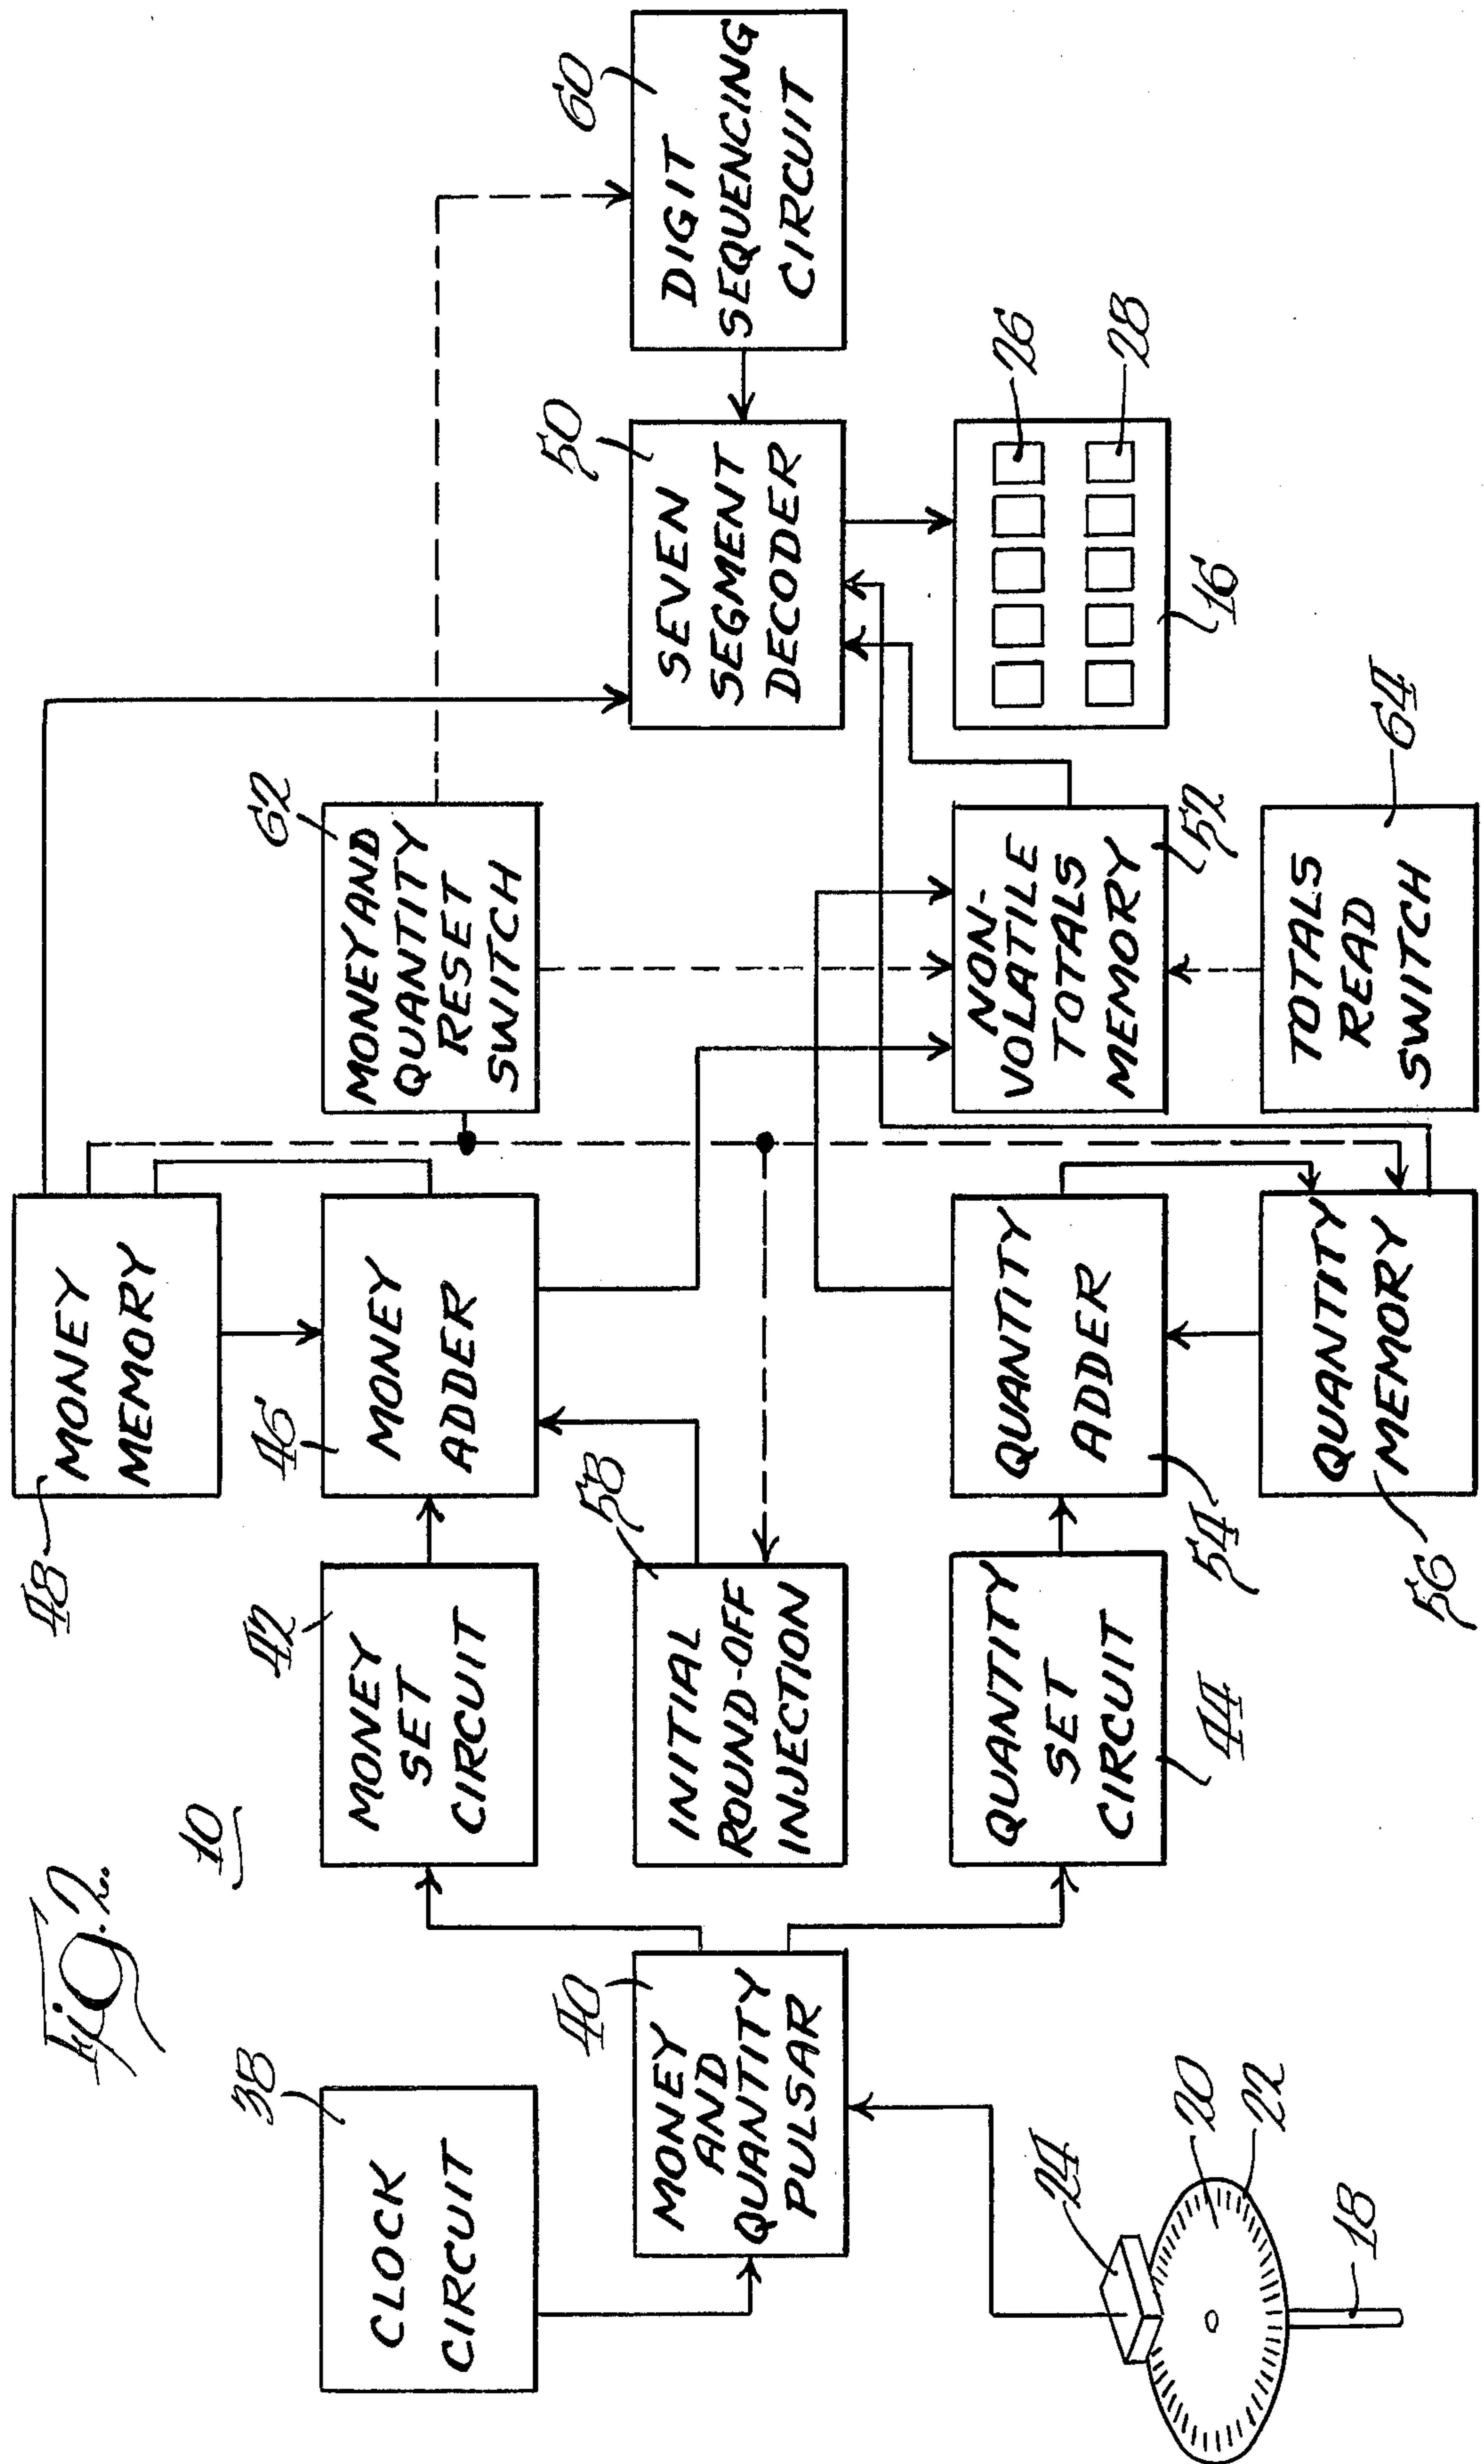 Fig. 2.
10
38
CLOCK
CIRCUIT
40
MONEY
AND
QUANTITY
PULSAR
24
20
22
18
42
MONEY
SET
CIRCUIT
INITIAL
ROUND-OFF
INJECTION
58
QUANTITY
SET
CIRCUIT
44
48
MONEY
MEMORY
46
MONEY
ADDER
QUANTITY
ADDER
54
QUANTITY
MEMORY
56
62
MONEY AND
QUANTITY
RESET
SWITCH
NON-
VOLATILE
TOTALS
MEMORY
52
TOTALS
READ
SWITCH
64
50
SEVEN
SEGMENT
DECODER
26
28
16
60
DIGIT
SEQUENCING
CIRCUIT